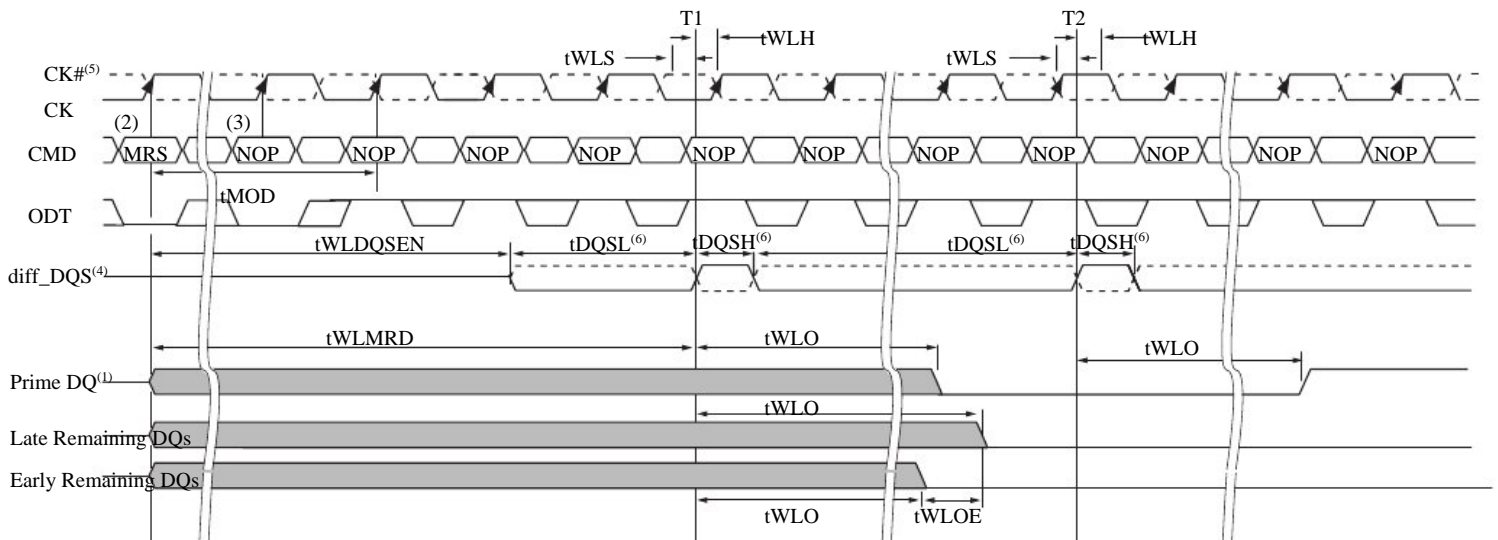 T1 T2
tWLH tWLH
tWLS tWLS
CK#(5)
CK
(2) (3)
CMD MRS NOP NOP NOP NOP NOP NOP NOP NOP NOP NOP NOP
tMOD
ODT
tWLDQSEN tDQSL(6) tDQSH(6) tDQSL(6) tDQSH(6)
diff_DQS(4)
tWLMRD tWLO tWLO
Prime DQ(1)
tWLO
Late Remaining DQs
Early Remaining DQs
tWLO tWLOE